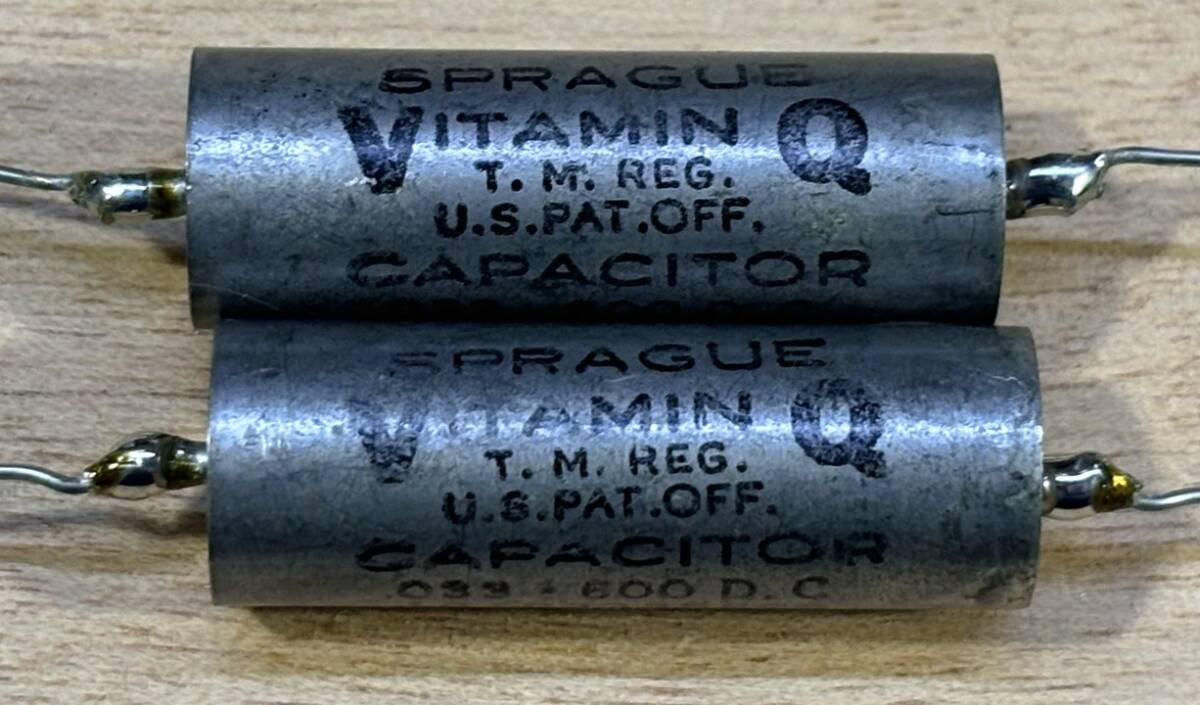 SPRAGUE
VITAMIN Q
T. M. REG.
U.S.PAT.OFF.
CAPACITOR
SPRAGUE
VITAMIN Q
T. M. REG.
U.S.PAT.OFF.
CAPACITOR
.033 - 600 D. C